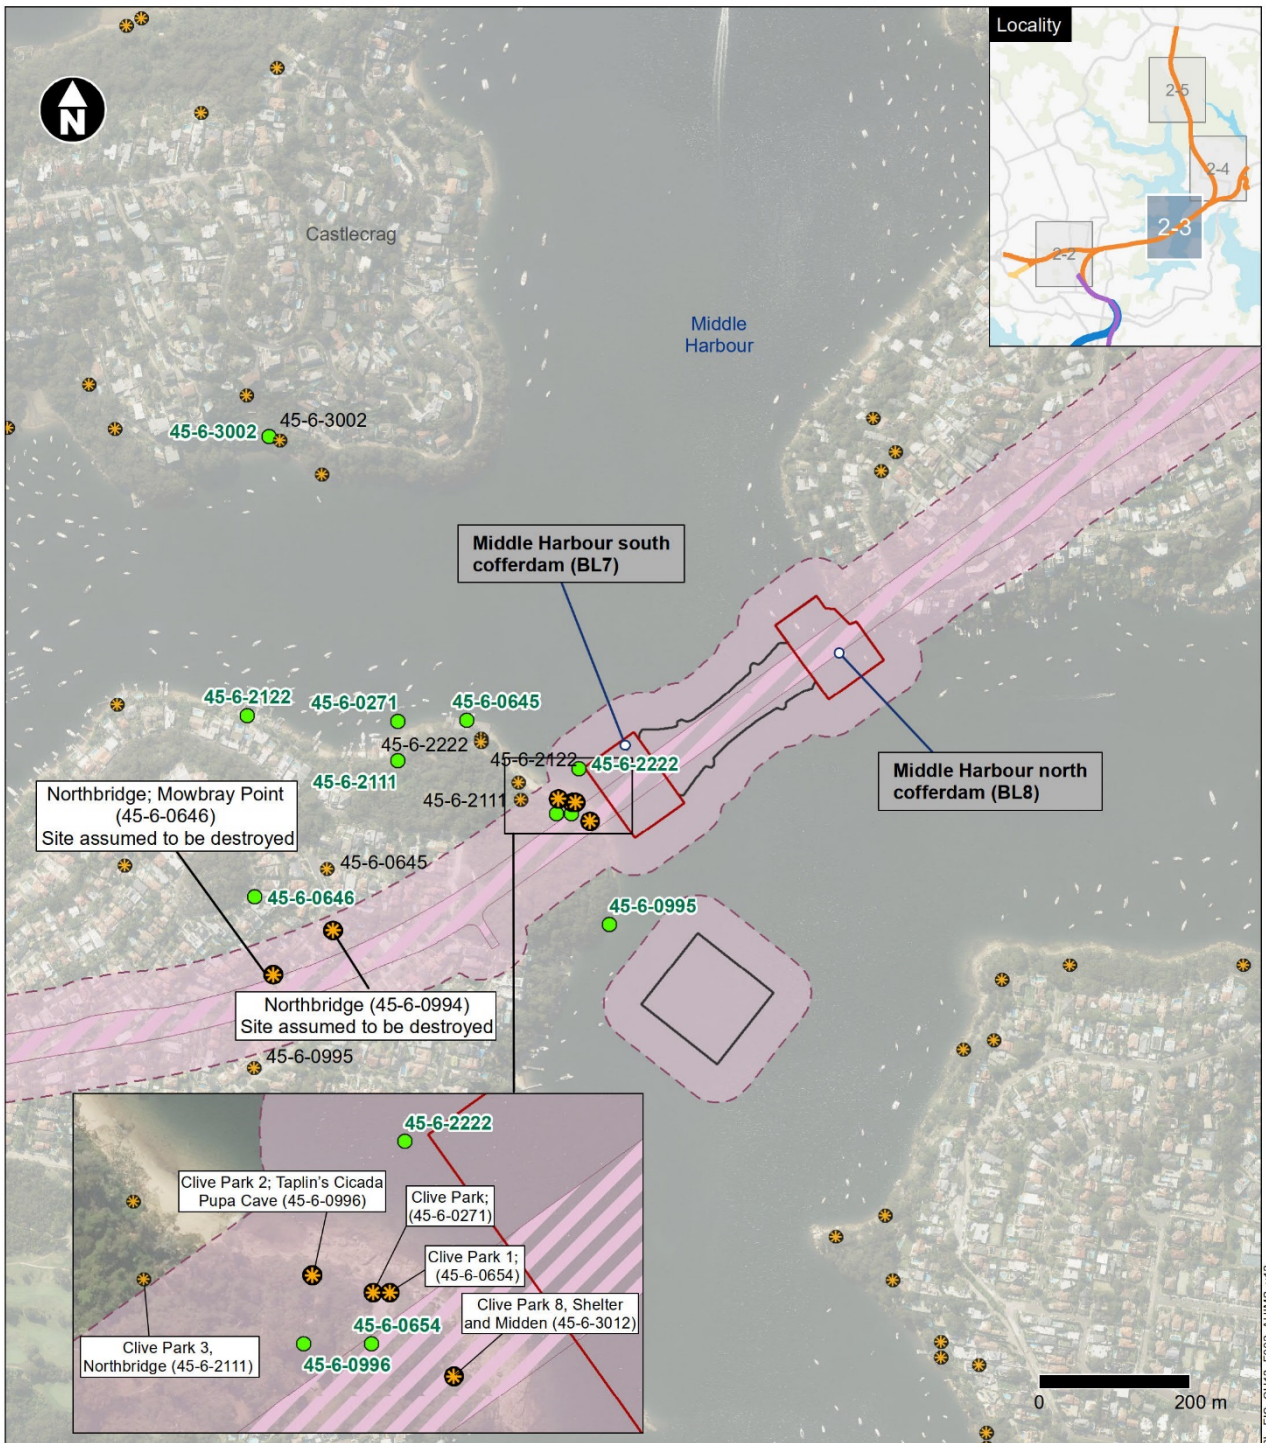 Locality
N
2-5
2-4
2-3
2-2
Castlecrag
Middle
Harbour
45-6-3002
45-6-3002
Middle Harbour south
cofferdam (BL7)
45-6-2122
45-6-0271
45-6-0645
45-6-2222
45-6-2122
45-6-2222
45-6-2111
45-6-2111
Middle Harbour north
cofferdam (BL8)
Northbridge; Mowbray Point
(45-6-0646)
Site assumed to be destroyed
45-6-0645
45-6-0646
45-6-0995
Northbridge (45-6-0994)
Site assumed to be destroyed
45-6-0995
45-6-2222
Clive Park 2; Taplin's Cicada
Pupa Cave (45-6-0996)
Clive Park;
(45-6-0271)
Clive Park 1;
(45-6-0654)
Clive Park 8, Shelter
and Midden (45-6-3012)
45-6-0654
Clive Park 3,
Northbridge (45-6-2111)
45-6-0996
0
200 m